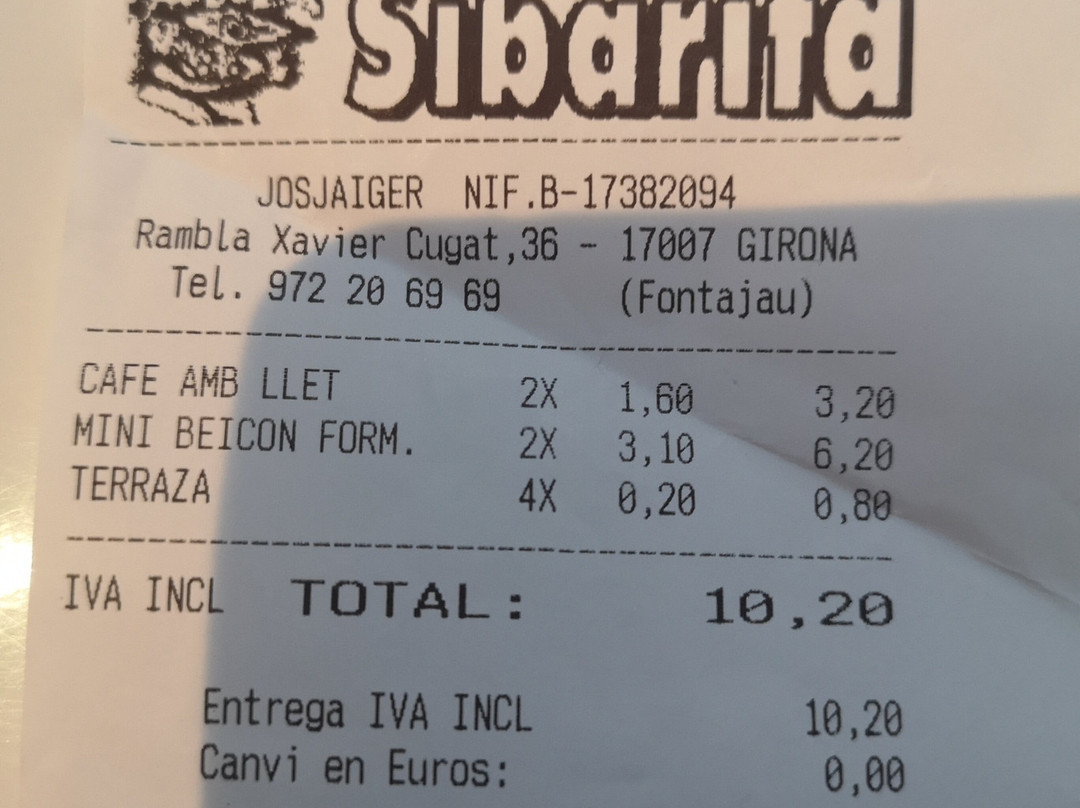 Sibarita
JOSJAIGER NIF.B-17382094
Rambla Xavier Cugat,36 - 17007 GIRONA
Tel. 972 20 69 69 (Fontajau)
CAFE AMB LLET 2X 1,60 3,20
MINI BEICON FORM. 2X 3,10 6,20
TERRAZA 4X 0,20 0,80
IVA INCL TOTAL: 10,20
Entrega IVA INCL 10,20
Canvi en Euros: 0,00